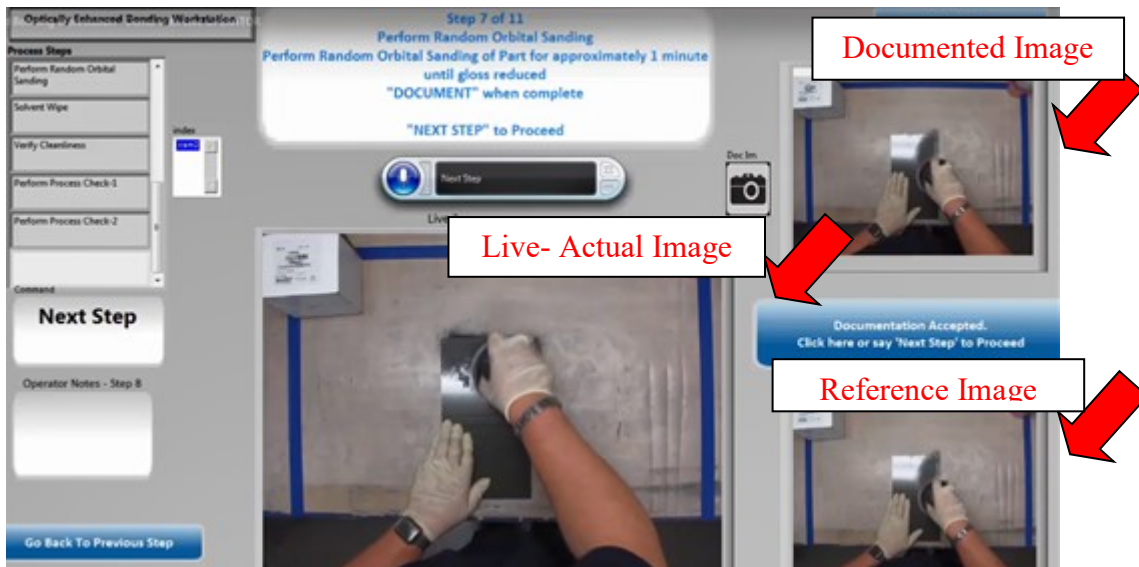 Optically Enhanced Bonding Workstation
Process Steps
Perform Random Orbital
Sanding
Solvent Wipe
Verify Cleanliness
Perform Process Check-1
Perform Process Check-2
Command
Next Step
Operator Notes - Step 8
Go Back To Previous Step
index
Step 7 of 11
Perform Random Orbital Sanding
Perform Random Orbital Sanding of Part for approximately 1 minute
until gloss reduced
"DOCUMENT" when complete
"NEXT STEP" to Proceed
Next Step
Doc Im
Live
Live- Actual Image
Documented Image
Documentation Accepted.
Click here or say 'Next Step' to Proceed
Reference Image